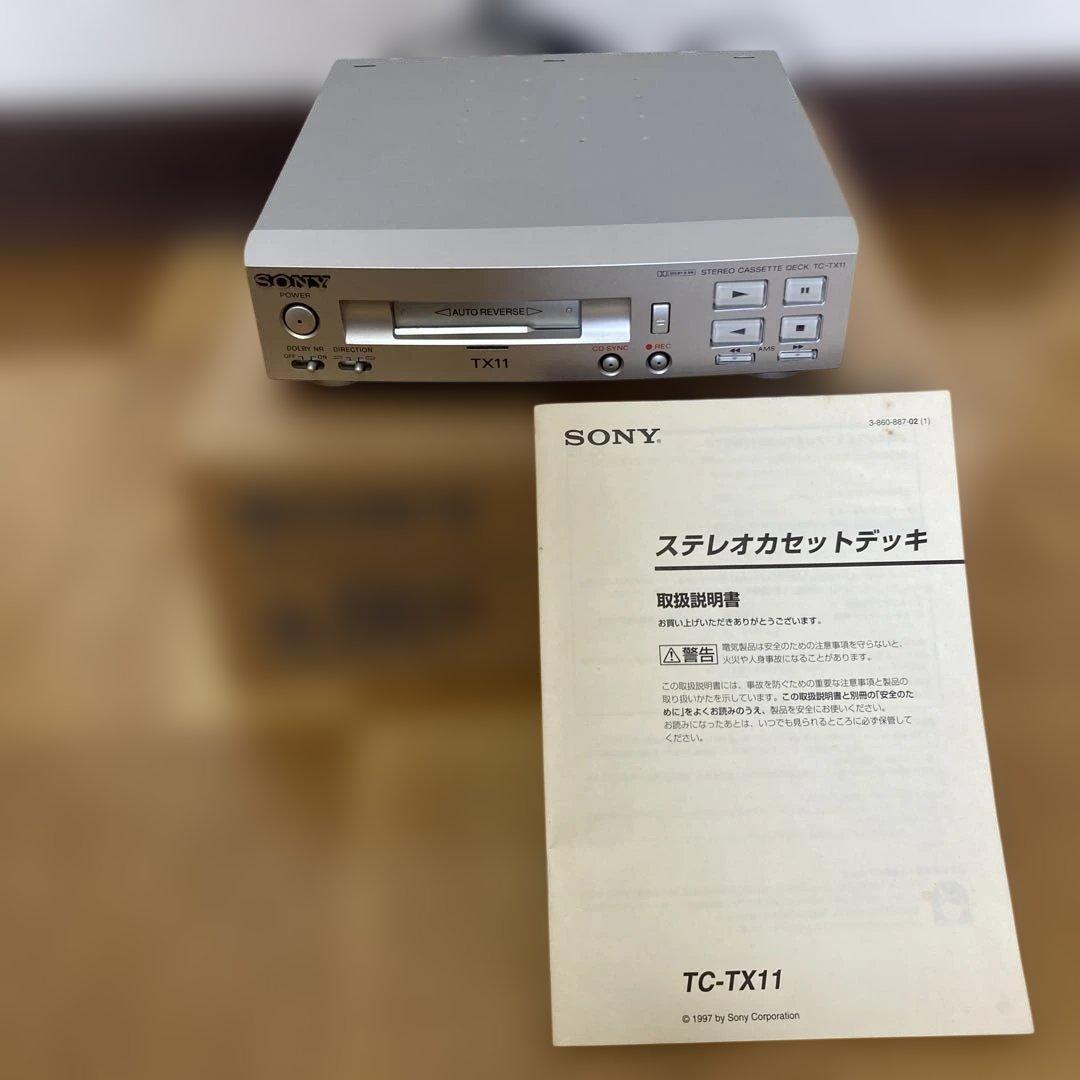 SONY
POWER
DOLBY NR
OFF ON
DIRECTION
AUTO REVERSE
TX11
DOLBY B NR STEREO CASSETTE DECK TC-TX11
CD SYNC
REC
AMS
SONY®
3-860-887-02 (1)
ステレオカセットデッキ
取扱説明書
お買い上げいただきありがとうございます。
警告
電気製品は安全のための注意事項を守らないと、
火災や人身事故になることがあります。
この取扱説明書には、事故を防ぐための重要な注意事項と製品の
取り扱いかたを示しています。この取扱説明書と別冊の「安全のた
めに」をよくお読みのうえ、製品を安全にお使いください。
お読みになったあとは、いつでも見られるところに必ず保管して
ください。
TC-TX11
© 1997 by Sony Corporation